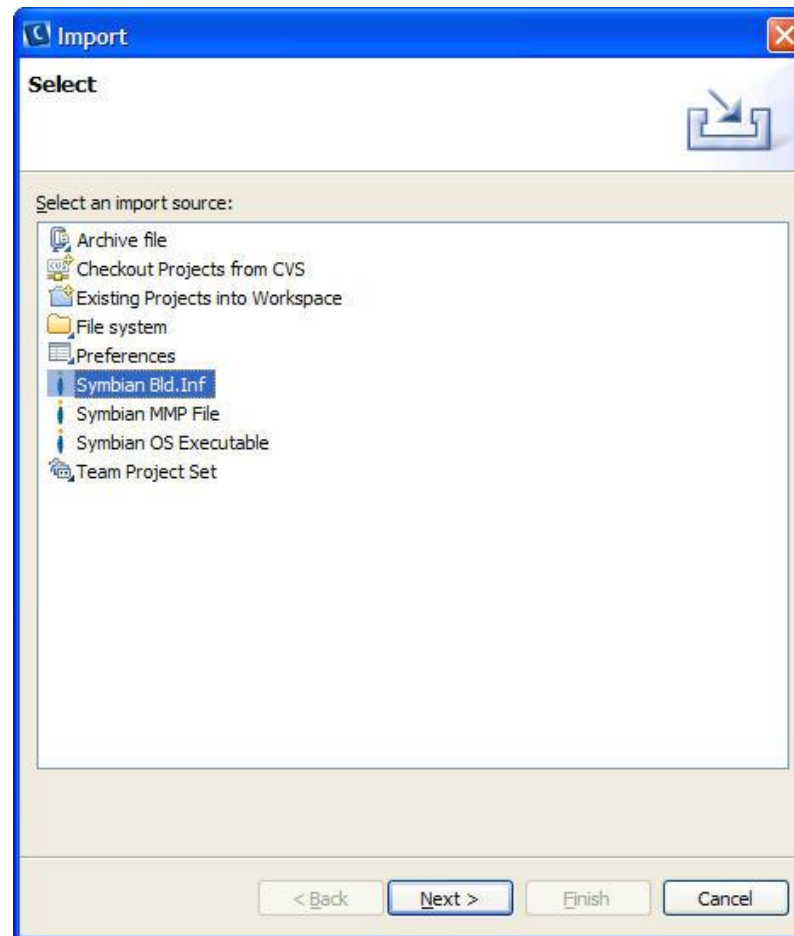 Import
Select
Select an import source:
Archive file
Checkout Projects from CVS
Existing Projects into Workspace
File system
Preferences
Symbian Bld.Inf
Symbian MMP File
Symbian OS Executable
Team Project Set
< Back Next > Finish Cancel